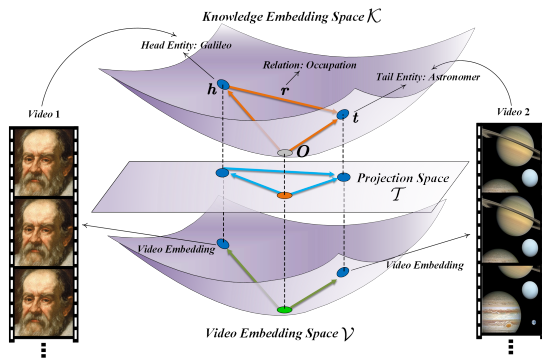 Knowledge Embedding Space K
Head Entity: Galileo
Relation: Occupation
Tail Entity: Astronomer
Video 1
Video 2
h
r
t
O
Projection Space
T
Video Embedding
Video Embedding
Video Embedding Space V